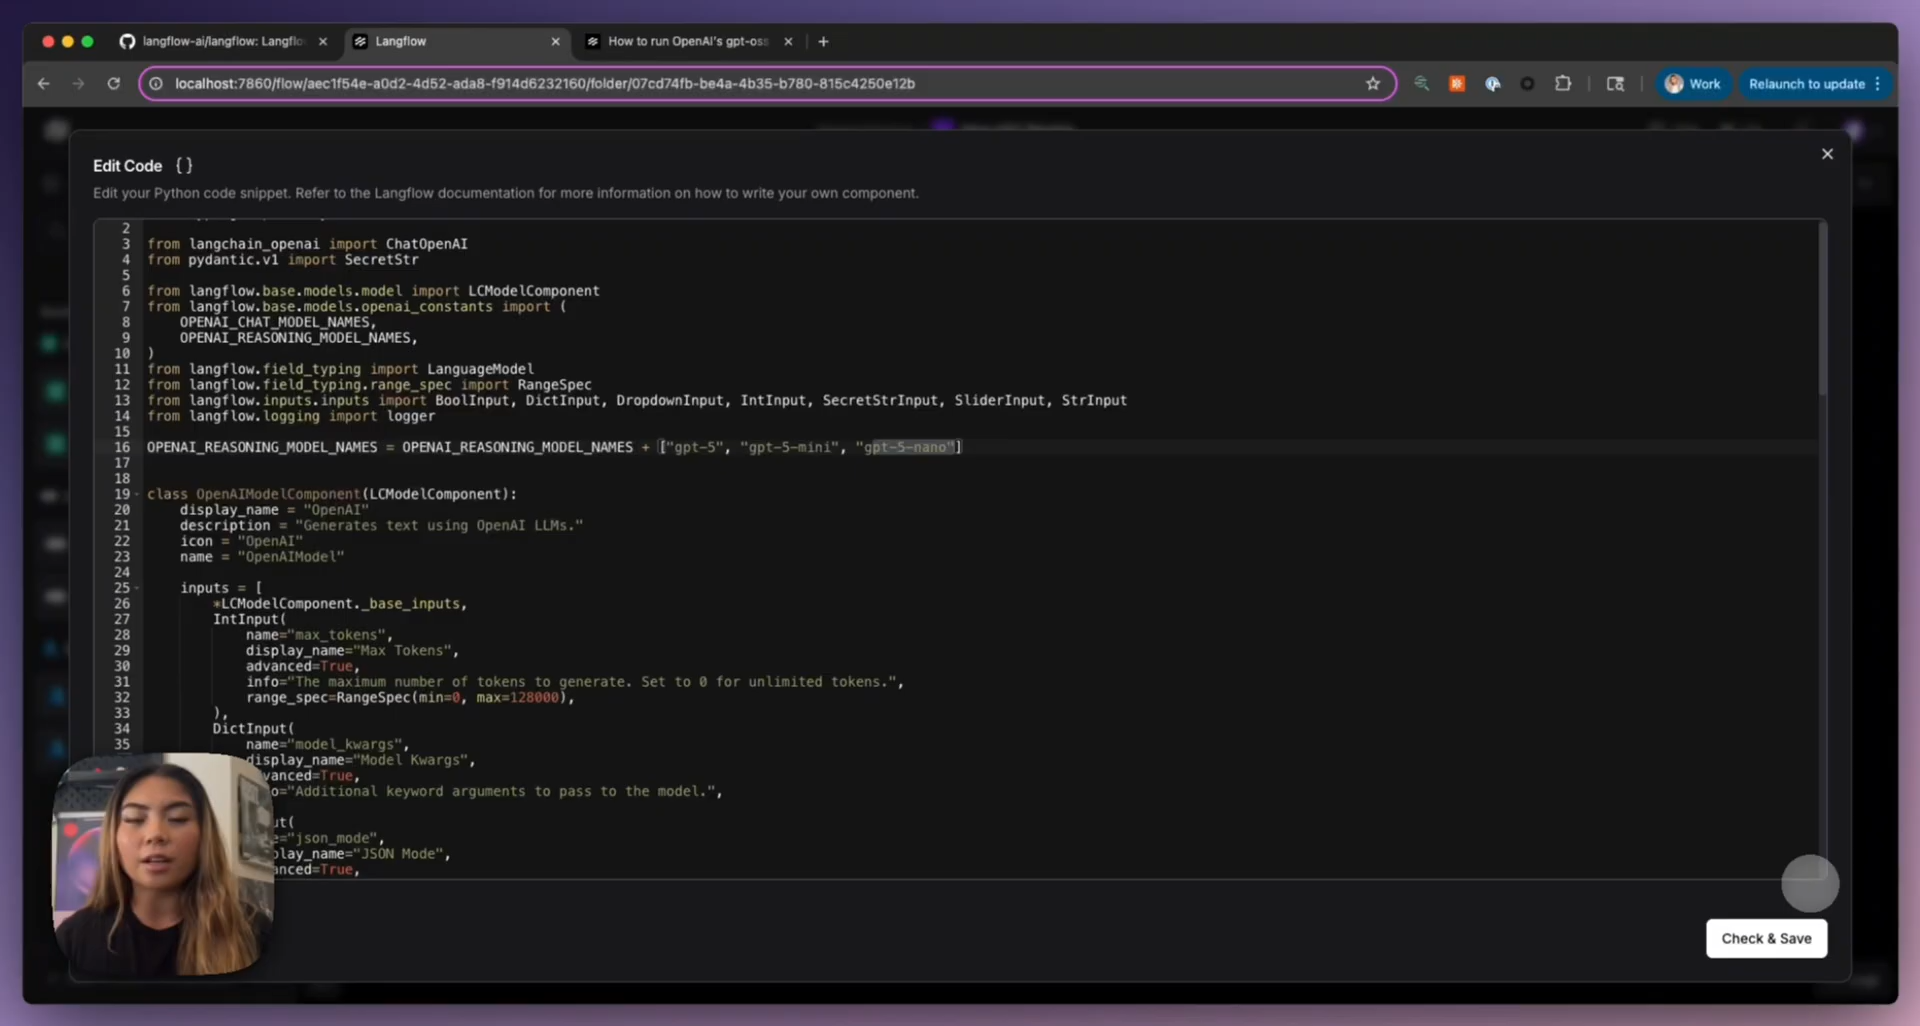 langflow-ai/langflow: Langflo
Langflow
How to run OpenAI's gpt-oss
localhost:7860/flow/aec1f54e-a0d2-4d52-ada8-f914d6232160/folder/07cd74fb-be4a-4b35-b780-815c4250e12b
Work
Relaunch to update
Edit Code { }
Edit your Python code snippet. Refer to the Langflow documentation for more information on how to write your own component.
2
3 from langchain_openai import ChatOpenAI
4 from pydantic.v1 import SecretStr
5
6 from langflow.base.models.model import LCModelComponent
7 from langflow.base.models.openai_constants import (
8 OPENAI_CHAT_MODEL_NAMES,
9 OPENAI_REASONING_MODEL_NAMES,
10 )
11 from langflow.field_typing import LanguageModel
12 from langflow.field_typing.range_spec import RangeSpec
13 from langflow.inputs.inputs import BoolInput, DictInput, DropdownInput, IntInput, SecretStrInput, SliderInput, StrInput
14 from langflow.logging import logger
15
16 OPENAI_REASONING_MODEL_NAMES = OPENAI_REASONING_MODEL_NAMES + ["gpt-5", "gpt-5-mini", "gpt-5-nano"]
17
18
19 class OpenAIModelComponent(LCModelComponent):
20 display_name = "OpenAI"
21 description = "Generates text using OpenAI LLMs."
22 icon = "OpenAI"
23 name = "OpenAIModel"
24
25 inputs = [
26 *LCModelComponent._base_inputs,
27 IntInput(
28 name="max_tokens",
29 display_name="Max Tokens",
30 advanced=True,
31 info="The maximum number of tokens to generate. Set to 0 for unlimited tokens.",
32 range_spec=RangeSpec(min=0, max=128000),
33 ),
34 DictInput(
35 name="model_kwargs",
display_name="Model Kwargs",
vanced=True,
o="Additional keyword arguments to pass to the model.",
ut(
e="json_mode",
play_name="JSON Mode",
anced=True,
Check & Save